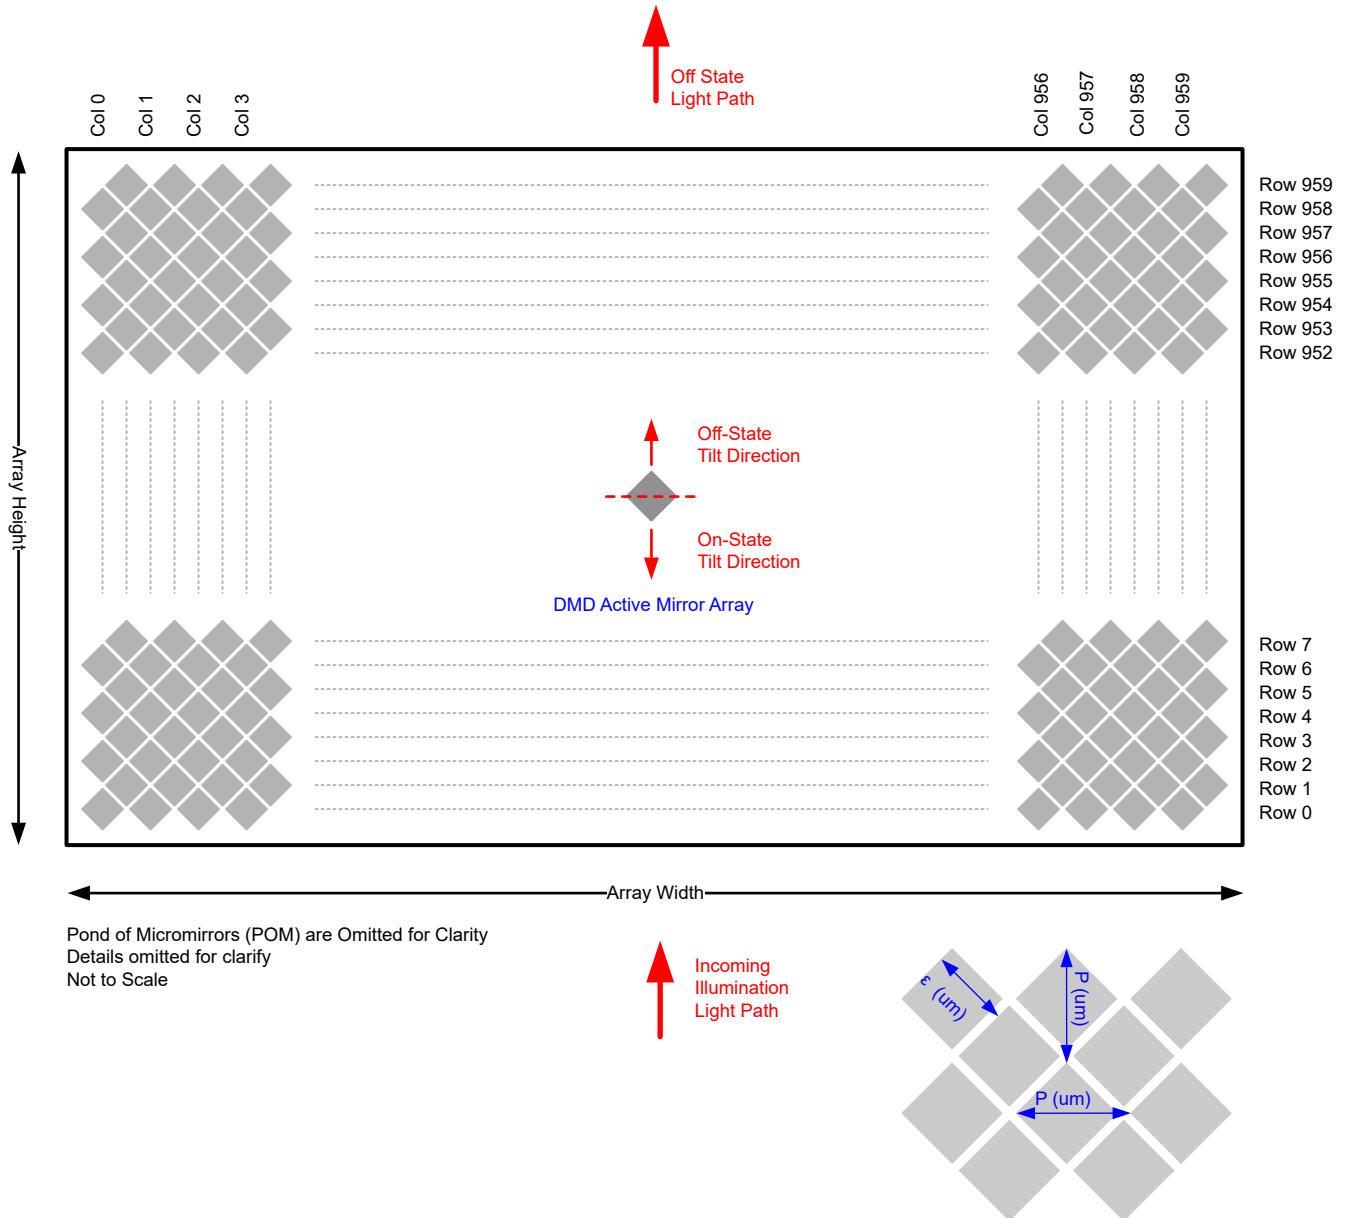 Off State
Light Path
Col 0
Col 1
Col 2
Col 3
Col 956
Col 957
Col 958
Col 959
Row 959
Row 958
Row 957
Row 956
Row 955
Row 954
Row 953
Row 952
Array Height
Off-State
Tilt Direction
On-State
Tilt Direction
DMD Active Mirror Array
Row 7
Row 6
Row 5
Row 4
Row 3
Row 2
Row 1
Row 0
Array Width
Pond of Micromirrors (POM) are Omitted for Clarity
Details omitted for clarify
Not to Scale
Incoming
Illumination
Light Path
ε (um)
P (um)
P (um)